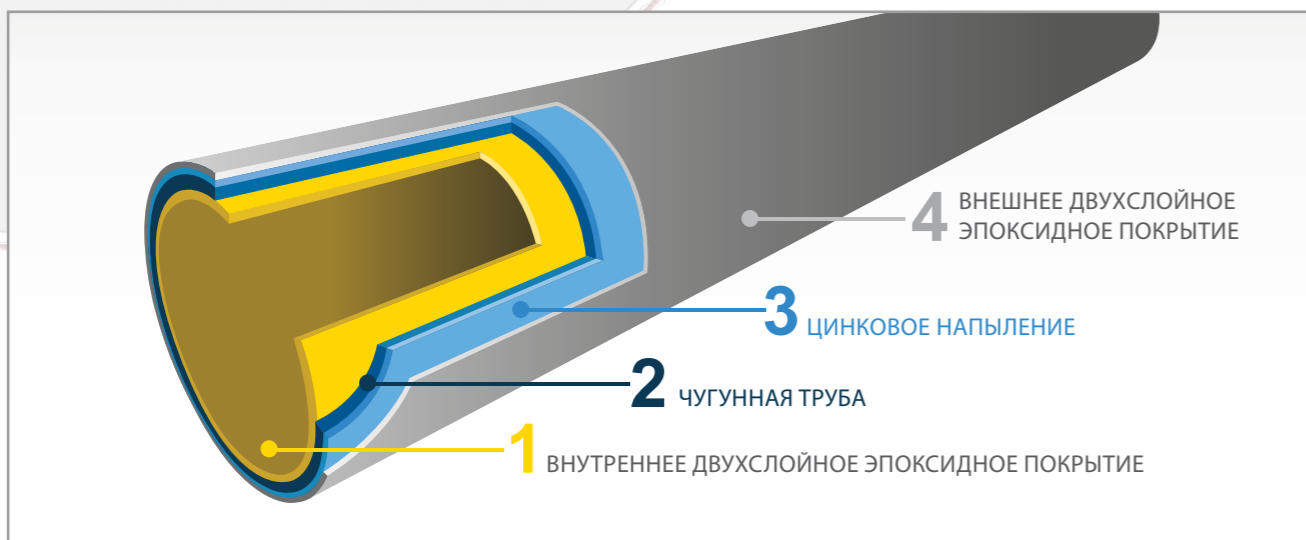 4 ВНЕШНЕЕ ДВУХСЛОЙНОЕ
ЭПОКСИДНОЕ ПОКРЫТИЕ
3 ЦИНКОВОЕ НАПЫЛЕНИЕ
2 ЧУГУННАЯ ТРУБА
1 ВНУТРЕННЕЕ ДВУХСЛОЙНОЕ ЭПОКСИДНОЕ ПОКРЫТИЕ